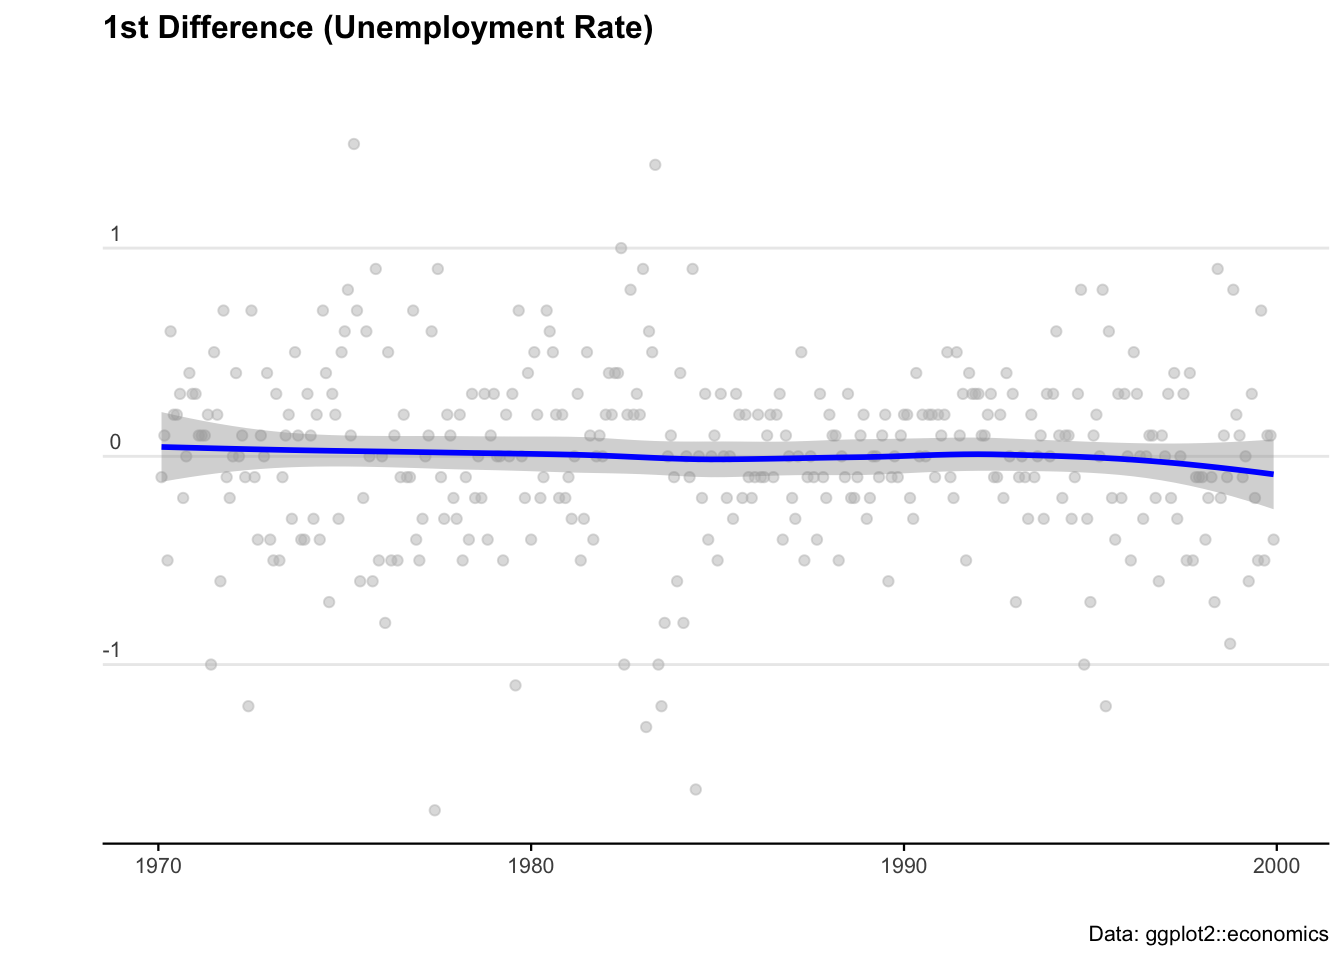 1st Difference (Unemployment Rate)
1
0
-1
1970 1980 1990 2000
Data: ggplot2::economics